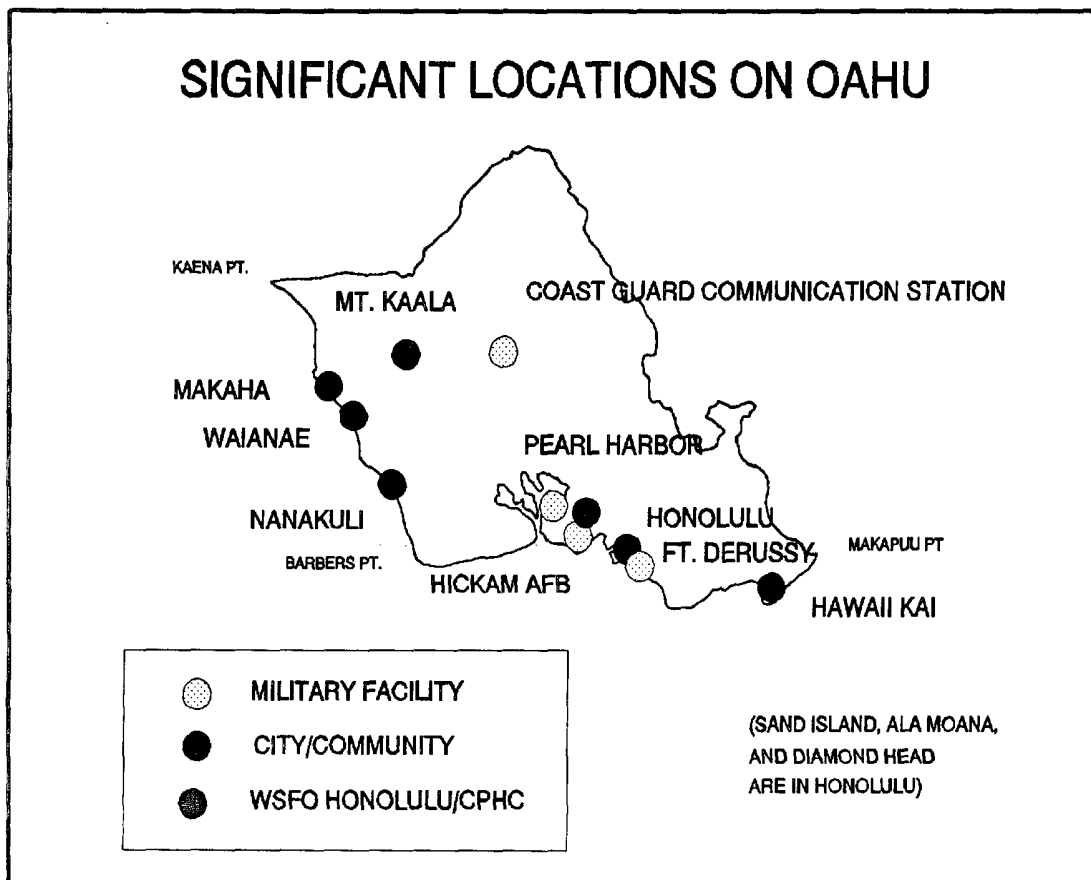 SIGNIFICANT LOCATIONS ON OAHU
KAENA PT.
MT. KAALA
COAST GUARD COMMUNICATION STATION
MAKAHA
WAIANAE
PEARL HARBOR
NANAKULI
HONOLULU
BARBERS PT.
FT. DERUSSY
MAKAPUU PT
HICKAM AFB
HAWAII KAI
MILITARY FACILITY
CITY/COMMUNITY
WSFO HONOLULU/CPHC
(SAND ISLAND, ALA MOANA,
AND DIAMOND HEAD
ARE IN HONOLULU)